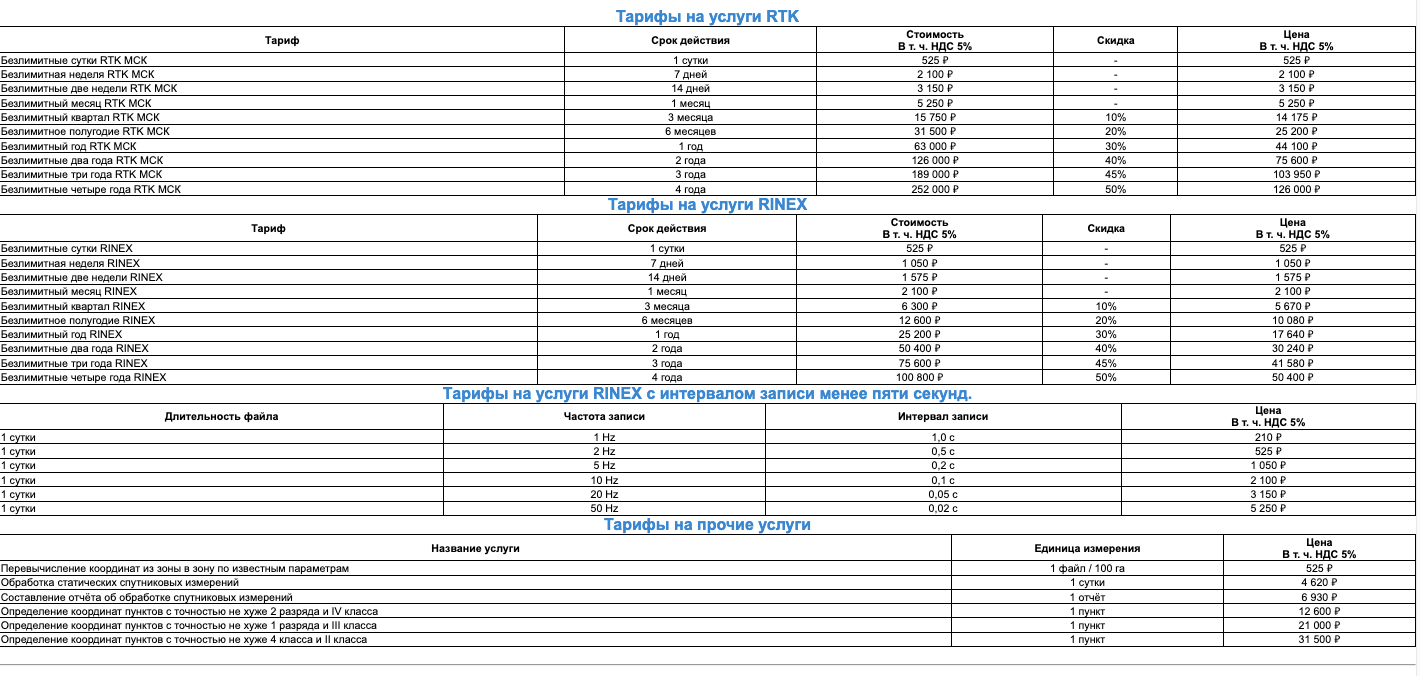 Тарифы на услуги RTK
Тариф Срок действия Стоимость В т. ч. НДС 5% Скидка Цена В т. ч. НДС 5%
Безлимитные сутки RTK МСК 1 сутки 525 ₽ - 525 ₽
Безлимитная неделя RTK МСК 7 дней 2 100 ₽ - 2 100 ₽
Безлимитные две недели RTK МСК 14 дней 3 150 ₽ - 3 150 ₽
Безлимитный месяц RTK МСК 1 месяц 5 250 ₽ - 5 250 ₽
Безлимитный квартал RTK МСК 3 месяца 15 750 ₽ 10% 14 175 ₽
Безлимитное полугодие RTK МСК 6 месяцев 31 500 ₽ 20% 25 200 ₽
Безлимитный год RTK МСК 1 год 63 000 ₽ 30% 44 100 ₽
Безлимитные два года RTK МСК 2 года 126 000 ₽ 40% 75 600 ₽
Безлимитные три года RTK МСК 3 года 189 000 ₽ 45% 103 950 ₽
Безлимитные четыре года RTK МСК 4 года 252 000 ₽ 50% 126 000 ₽
Тарифы на услуги RINEX
Тариф Срок действия Стоимость В т. ч. НДС 5% Скидка Цена В т. ч. НДС 5%
Безлимитные сутки RINEX 1 сутки 525 ₽ - 525 ₽
Безлимитная неделя RINEX 7 дней 1 050 ₽ - 1 050 ₽
Безлимитные две недели RINEX 14 дней 1 575 ₽ - 1 575 ₽
Безлимитный месяц RINEX 1 месяц 2 100 ₽ - 2 100 ₽
Безлимитный квартал RINEX 3 месяца 6 300 ₽ 10% 5 670 ₽
Безлимитное полугодие RINEX 6 месяцев 12 600 ₽ 20% 10 080 ₽
Безлимитный год RINEX 1 год 25 200 ₽ 30% 17 640 ₽
Безлимитные два года RINEX 2 года 50 400 ₽ 40% 30 240 ₽
Безлимитные три года RINEX 3 года 75 600 ₽ 45% 41 580 ₽
Безлимитные четыре года RINEX 4 года 100 800 ₽ 50% 50 400 ₽
Тарифы на услуги RINEX с интервалом записи менее пяти секунд.
Длительность файла Частота записи Интервал записи Цена В т. ч. НДС 5%
1 сутки 1 Hz 1,0 с 210 ₽
1 сутки 2 Hz 0,5 с 525 ₽
1 сутки 5 Hz 0,2 с 1 050 ₽
1 сутки 10 Hz 0,1 с 2 100 ₽
1 сутки 20 Hz 0,05 с 3 150 ₽
1 сутки 50 Hz 0,02 с 5 250 ₽
Тарифы на прочие услуги
Название услуги Единица измерения Цена В т. ч. НДС 5%
Перевычисление координат из зоны в зону по известным параметрам 1 файл / 100 га 525 ₽
Обработка статических спутниковых измерений 1 сутки 4 620 ₽
Составление отчёта об обработке спутниковых измерений 1 отчёт 6 930 ₽
Определение координат пунктов с точностью не хуже 2 разряда и IV класса 1 пункт 12 600 ₽
Определение координат пунктов с точностью не хуже 1 разряда и III класса 1 пункт 21 000 ₽
Определение координат пунктов с точностью не хуже 4 класса и II класса 1 пункт 31 500 ₽